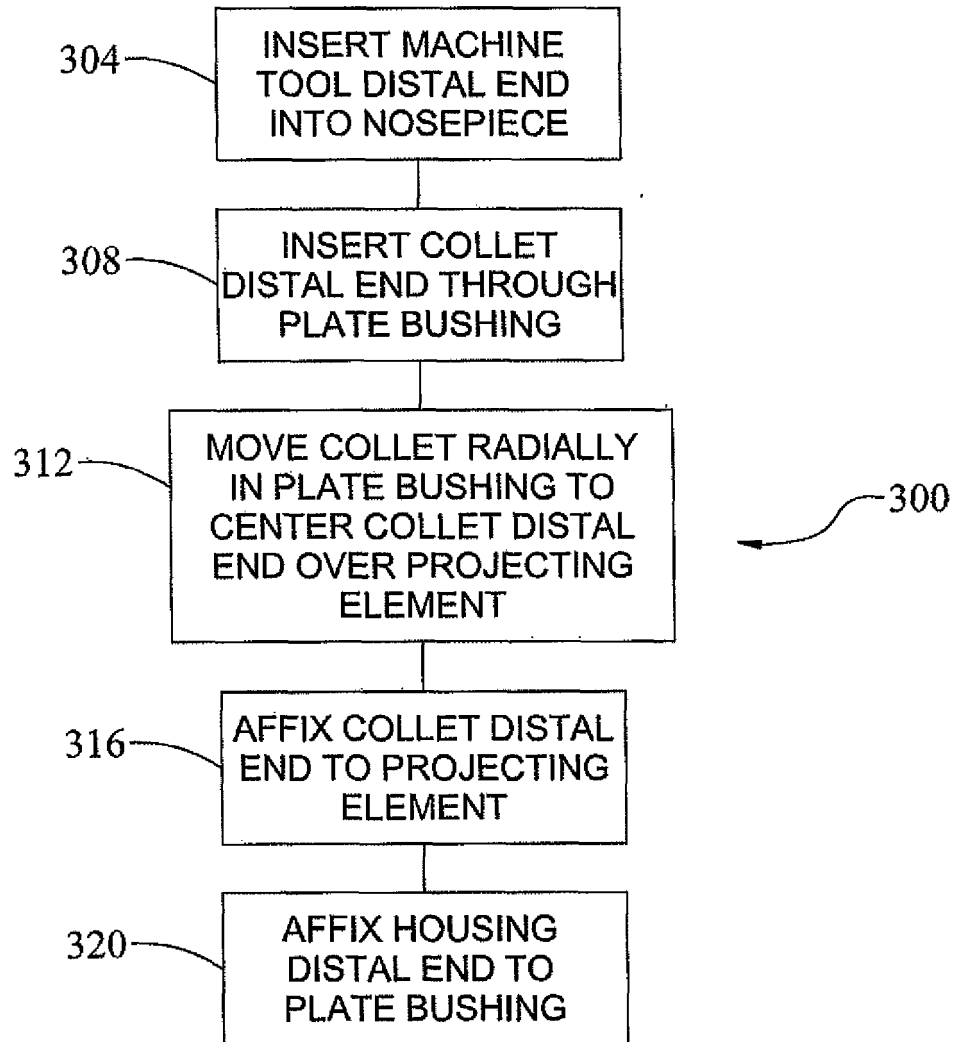 304
INSERT MACHINE
TOOL DISTAL END
INTO NOSEPIECE
308
INSERT COLLET
DISTAL END THROUGH
PLATE BUSHING
312
MOVE COLLET RADIALLY
IN PLATE BUSHING TO
CENTER COLLET DISTAL
END OVER PROJECTING
ELEMENT
300
316
AFFIX COLLET DISTAL
END TO PROJECTING
ELEMENT
320
AFFIX HOUSING
DISTAL END TO
PLATE BUSHING